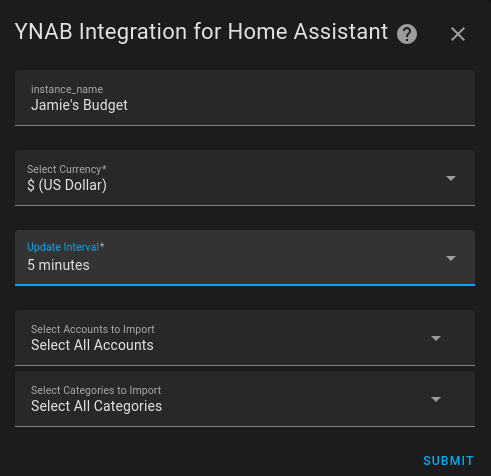 YNAB Integration for Home Assistant ?
instance_name
Jamie's Budget
Select Currency*
$ (US Dollar)
Update Interval*
5 minutes
Select Accounts to Import
Select All Accounts
Select Categories to Import
Select All Categories
SUBMIT